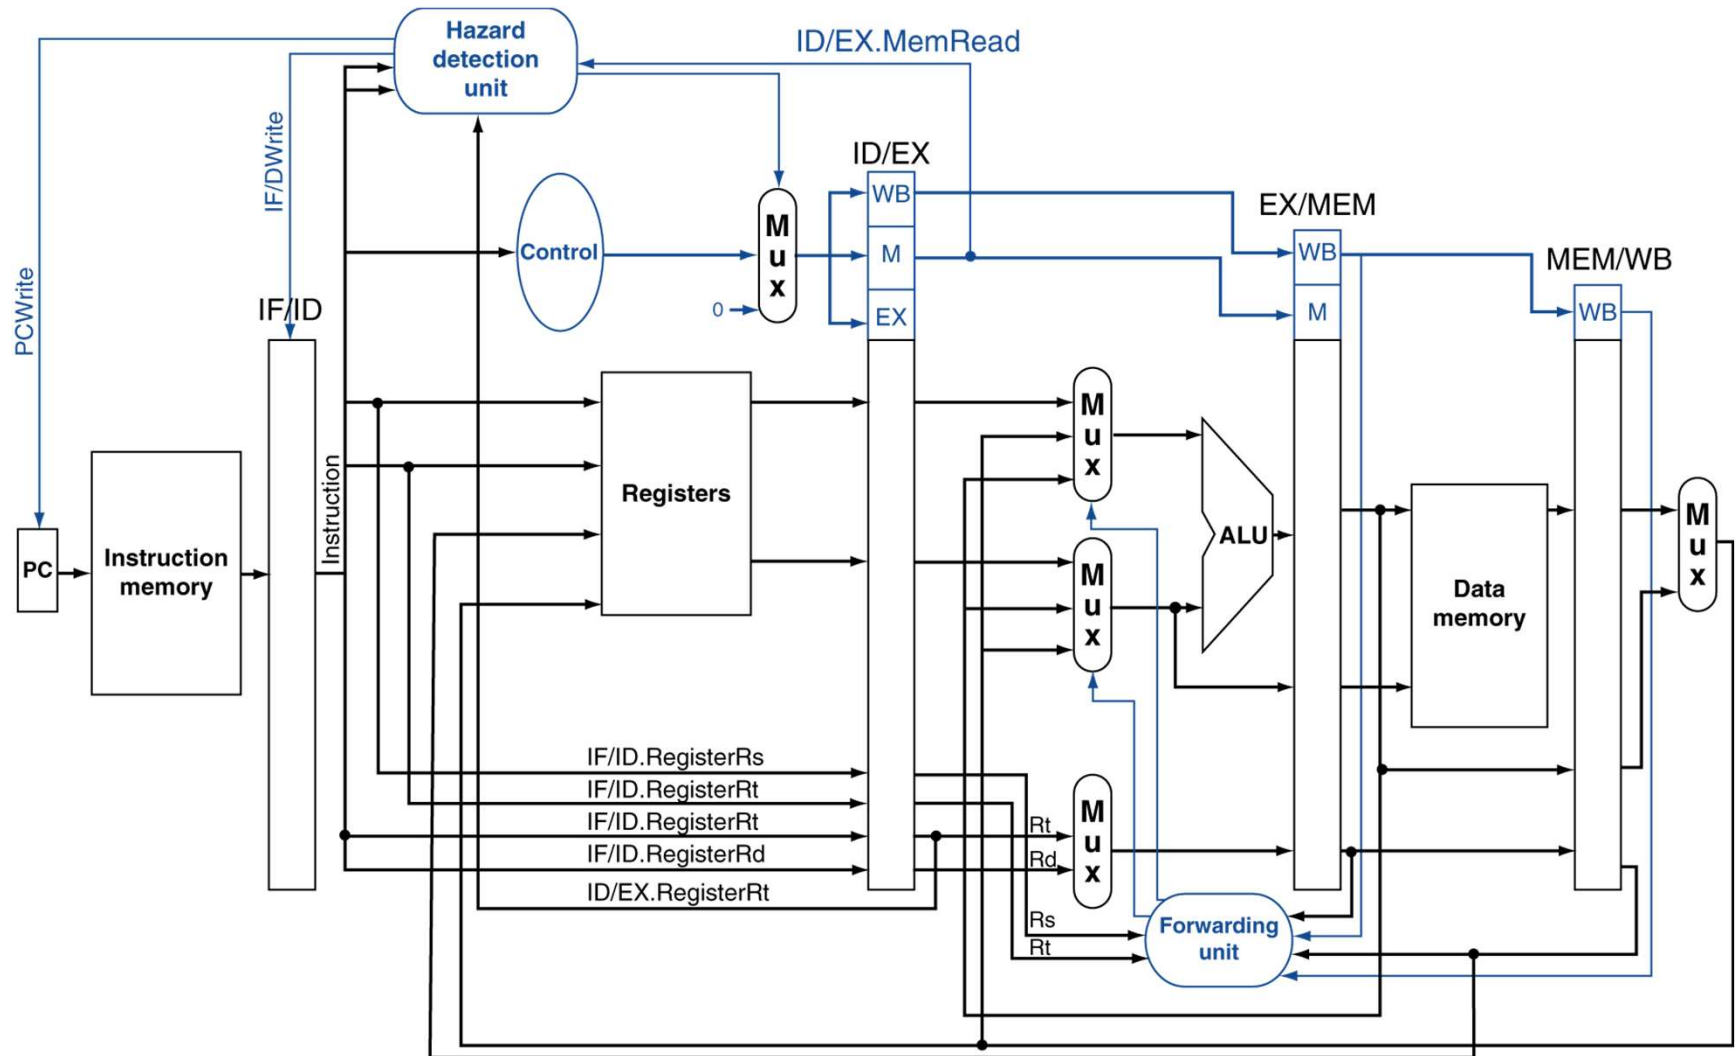 Hazard
detection
unit
ID/EX.MemRead
IF/DWrite
PCWrite
ID/EX
WB
M
EX
Control
M
u
x
0
EX/MEM
WB
M
MEM/WB
WB
IF/ID
PC
Instruction
memory
Instruction
Registers
M
u
x
M
u
x
ALU
Data
memory
M
u
x
IF/ID.RegisterRs
IF/ID.RegisterRt
IF/ID.RegisterRt
IF/ID.RegisterRd
ID/EX.RegisterRt
Rt
Rd
M
u
x
Rs
Rt
Forwarding
unit